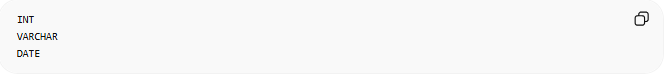 INT
VARCHAR
DATE